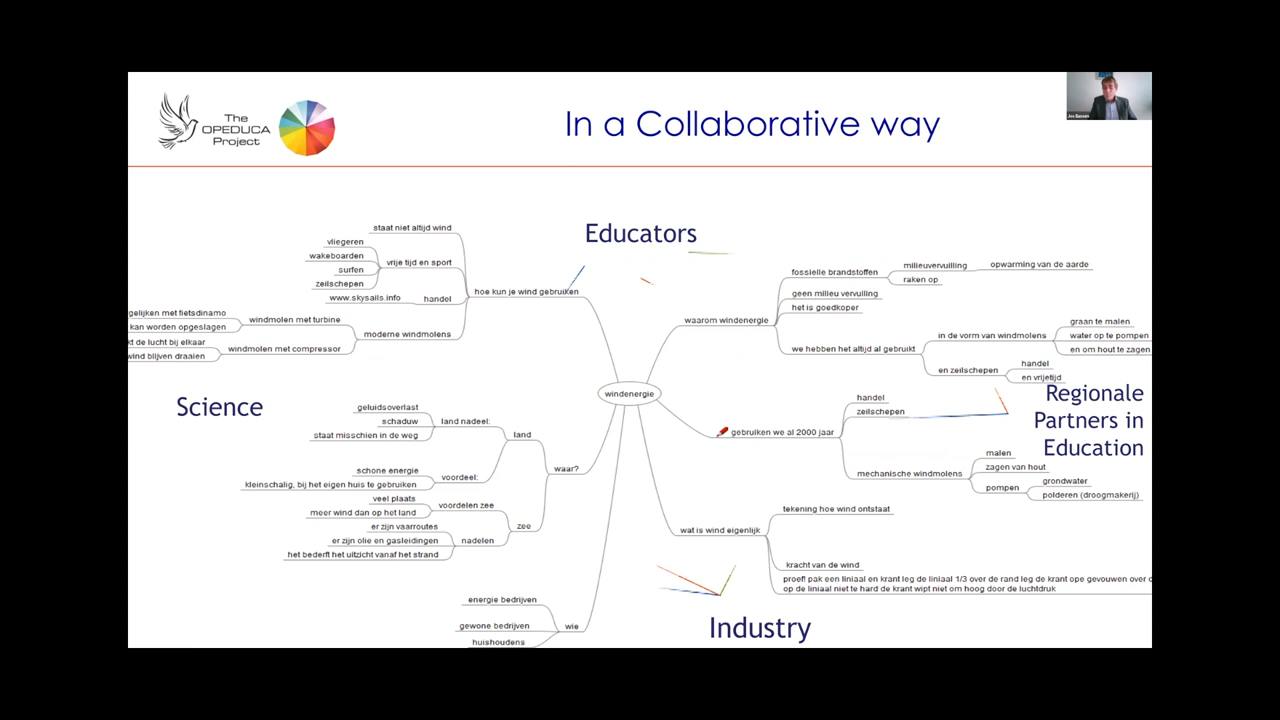 The
OPEDUCA
Project
In a Collaborative way
Educators
Science
Regionale
Partners in
Education
Industry
windenergie
hoe kun je wind gebruiken
staat niet altijd wind
vrije tijd en sport
vliegeren
wakeboarden
surfen
zeilschepen
handel
www.skysails.info
moderne windmolens
windmolen met turbine
gelijken met fietsdinamo
kan worden opgeslagen
windmolen met compressor
kt de lucht bij elkaar
wind blijven draaien
waar?
land
land nadeel:
geluidsoverlast
schaduw
staat misschien in de weg
voordeel:
schone energie
kleinschalig, bij het eigen huis te gebruiken
zee
voordelen zee
veel plaats
meer wind dan op het land
nadelen
er zijn vaarroutes
er zijn olie en gasleidingen
het bederft het uitzicht vanaf het strand
wie
energie bedrijven
gewone bedrijven
huishoudens
waarom windenergie
fossielle brandstoffen
milieuvervuilling
opwarming van de aarde
raken op
geen milieu vervuiling
het is goedkoper
we hebben het altijd al gebruikt
in de vorm van windmolens
graan te malen
water op te pompen
en om hout te zagen
en zeilschepen
handel
en vrijetijd
gebruiken we al 2000 jaar
handel
zeilschepen
mechanische windmolens
malen
zagen van hout
pompen
grondwater
polderen (droogmakerij)
wat is wind eigenlijk
tekening hoe wind ontstaat
kracht van de wind
proef! pak een liniaal en krant leg de liniaal 1/3 over de rand leg de krant ope gevouwen over
op de liniaal niet te hard de krant wipt niet om hoog door de luchtdruk